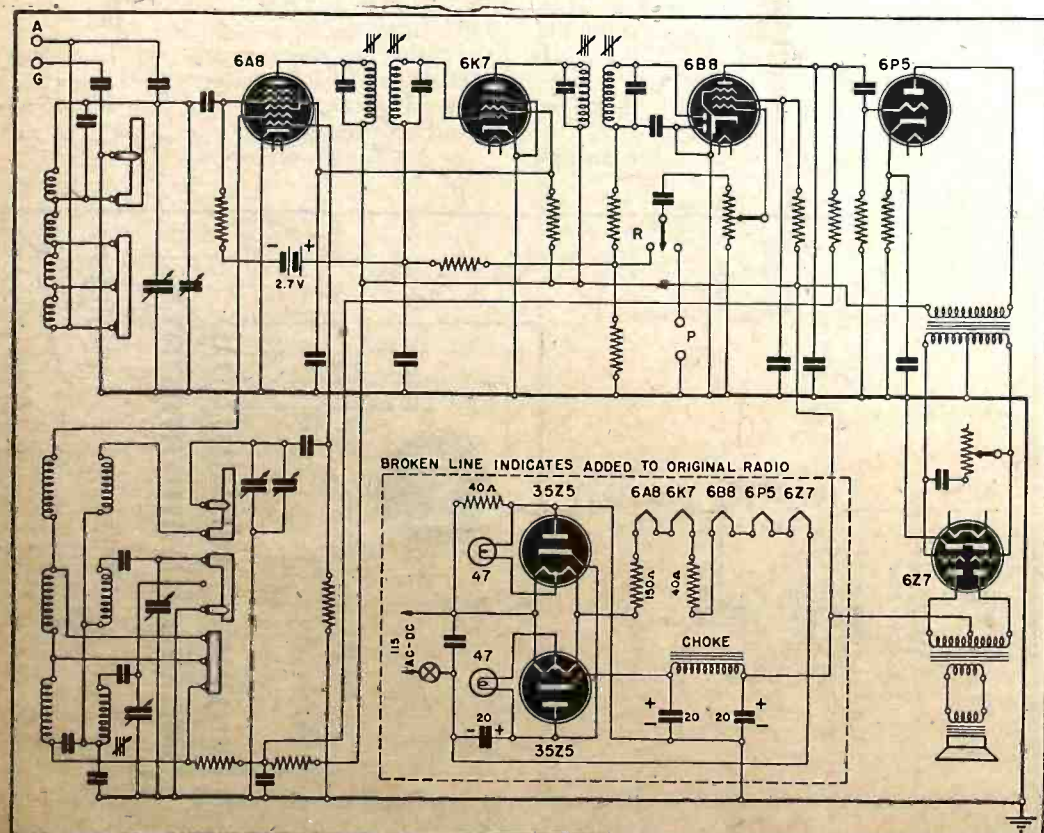 A
G
6A8
6K7
6B8
6P5
R
- +
2.7 V
P
BROKEN LINE INDICATES ADDED TO ORIGINAL RADIO
40Ω
35Z5
6A8 6K7 6B8 6P5 6Z7
47
150Ω
40Ω
6Z7
115
AC-DC
CHOKE
47
+ +
- 20
20 -
- 20 +
35Z5